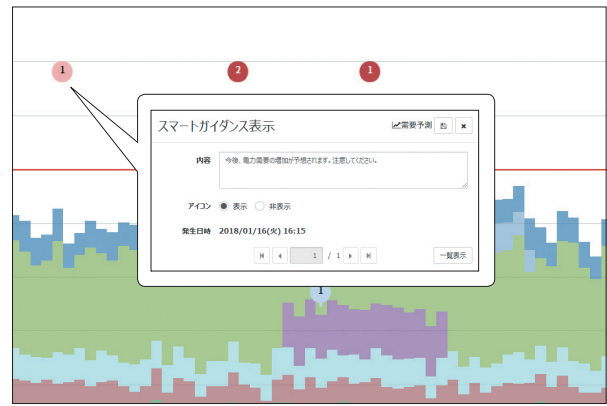 1
2
1
スマートガイダンス表示
需要予測
内容
今後、電力需要の増加が予想されます。注意してください。
アイコン
表示
非表示
発生日時
2018/01/16(火) 16:15
1 / 1
一覧表示
1